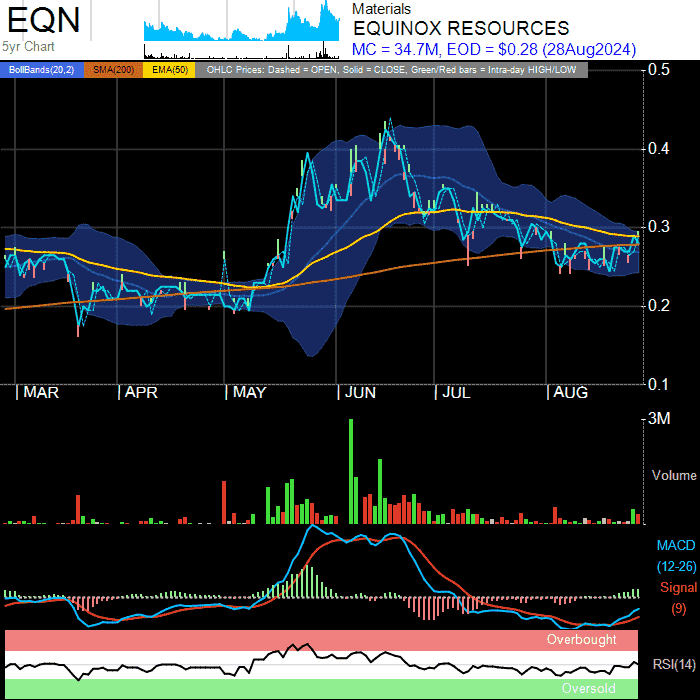 EQN
5yr Chart
Materials
EQUINOX RESOURCES
MC = 34.7M, EOD = $0.28 (28Aug2024)
BollBands(20,2) SMA(200) EMA(50) OHLC Prices: Dashed = OPEN, Solid = CLOSE, Green/Red bars = Intra-day HIGH/LOW
0.5
0.4
0.3
0.2
0.1
| MAR | APR | MAY | JUN | JUL | AUG
3M
Volume
MACD
(12-26)
Signal
(9)
Overbought
RSI(14)
Oversold